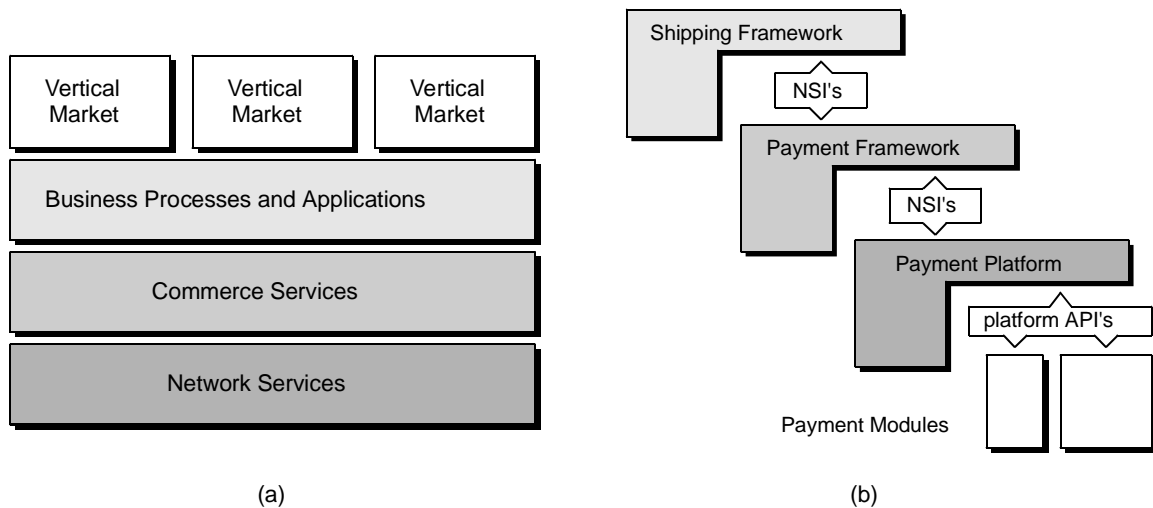 Vertical
Market
Vertical
Market
Vertical
Market
Business Processes and Applications
Commerce Services
Network Services
(a)
Shipping Framework
NSI's
Payment Framework
NSI's
Payment Platform
platform API's
Payment Modules
(b)